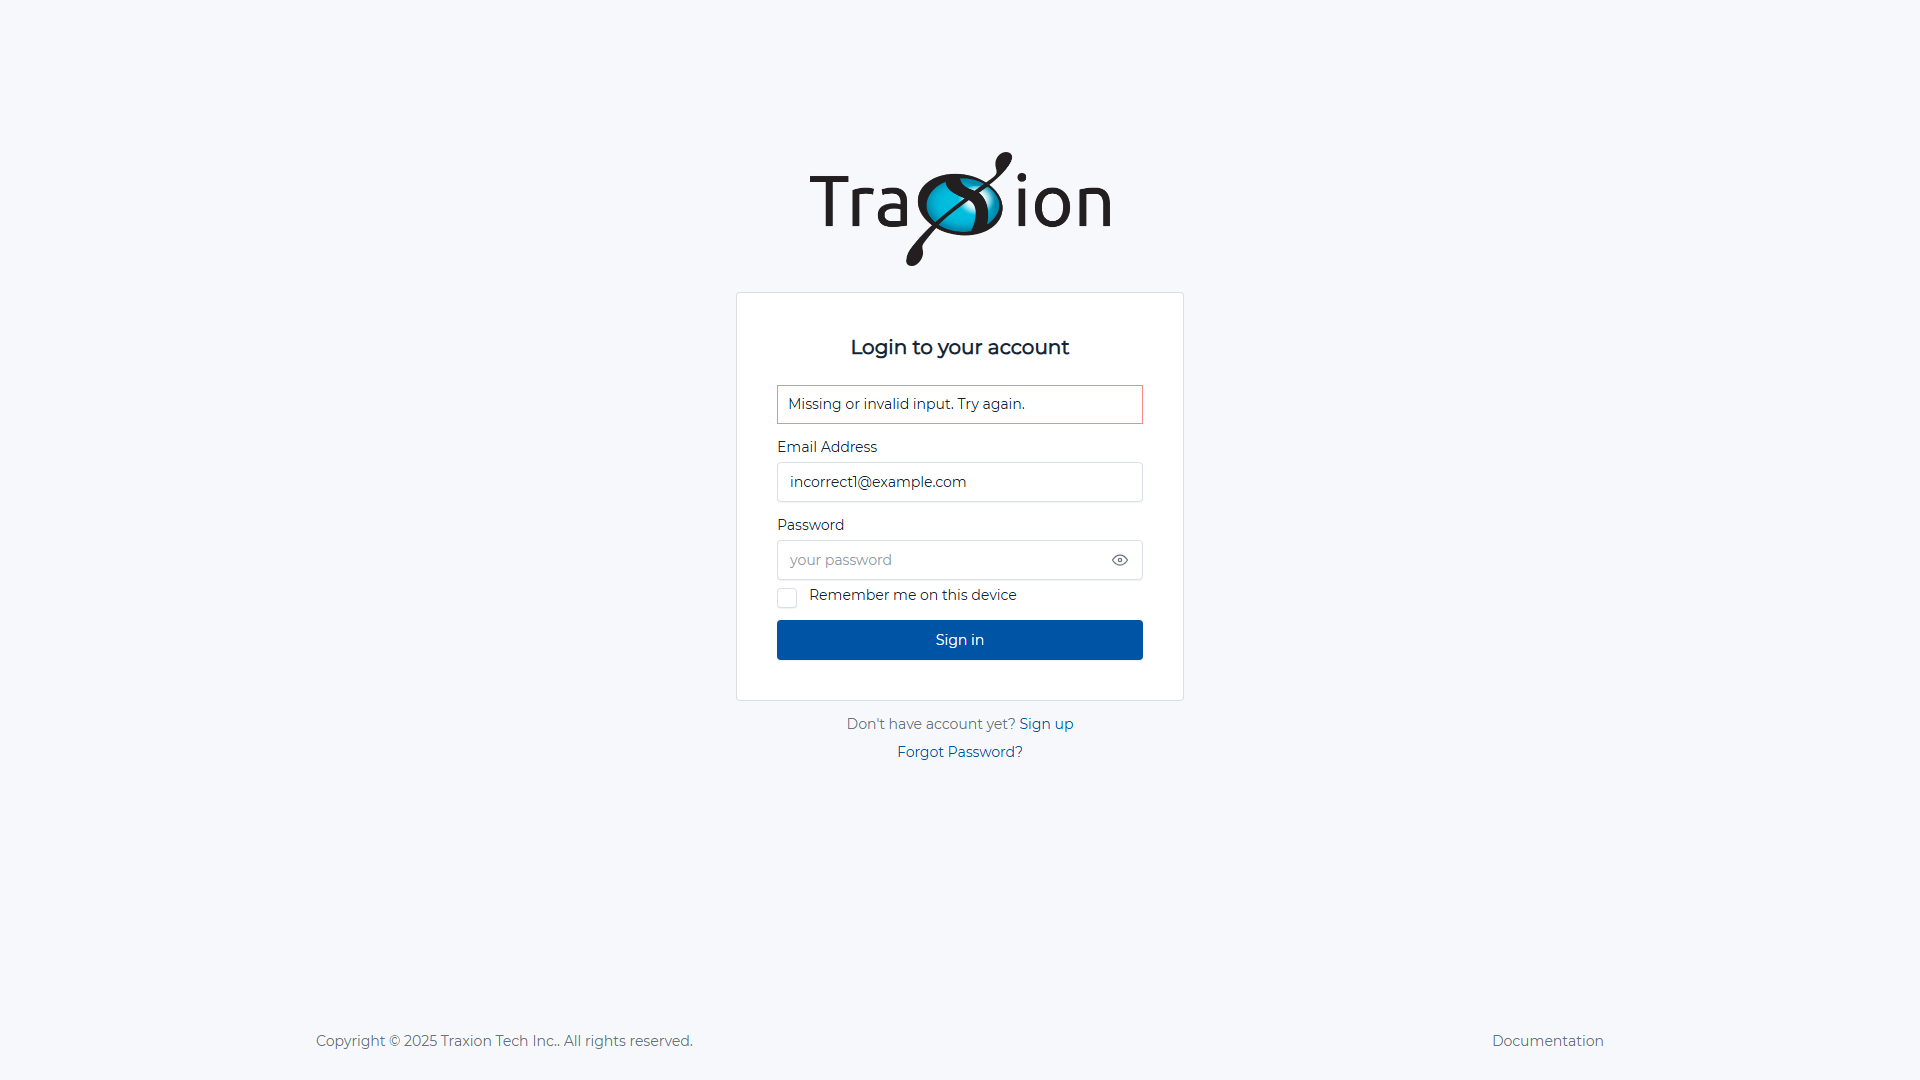 Traxion
Login to your account
Missing or invalid input. Try again.
Email Address
incorrect1@example.com
Password
your password
Remember me on this device
Sign in
Don't have account yet? Sign up
Forgot Password?
Copyright © 2025 Traxion Tech Inc.. All rights reserved.
Documentation